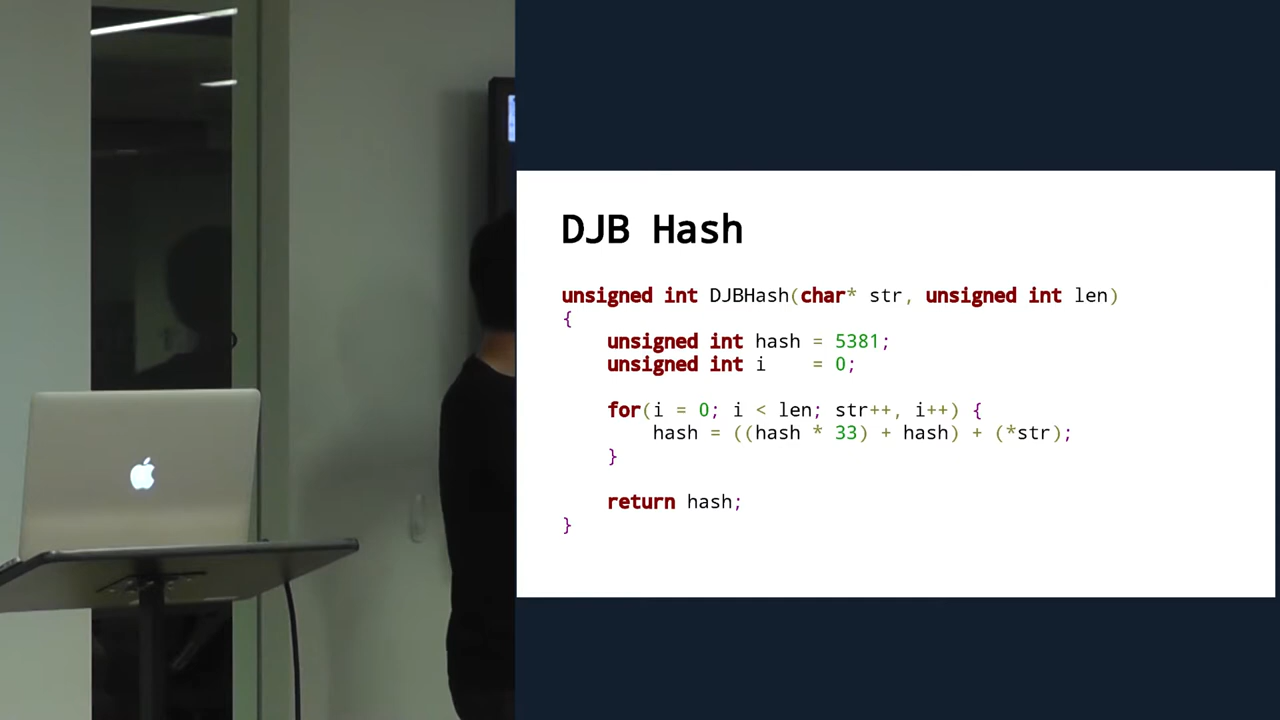 DJB Hash
unsigned int DJBHash(char* str, unsigned int len)
{
    unsigned int hash = 5381;
    unsigned int i    = 0;
    for(i = 0; i < len; str++, i++) {
        hash = ((hash * 33) + hash) + (*str);
    }
    return hash;
}